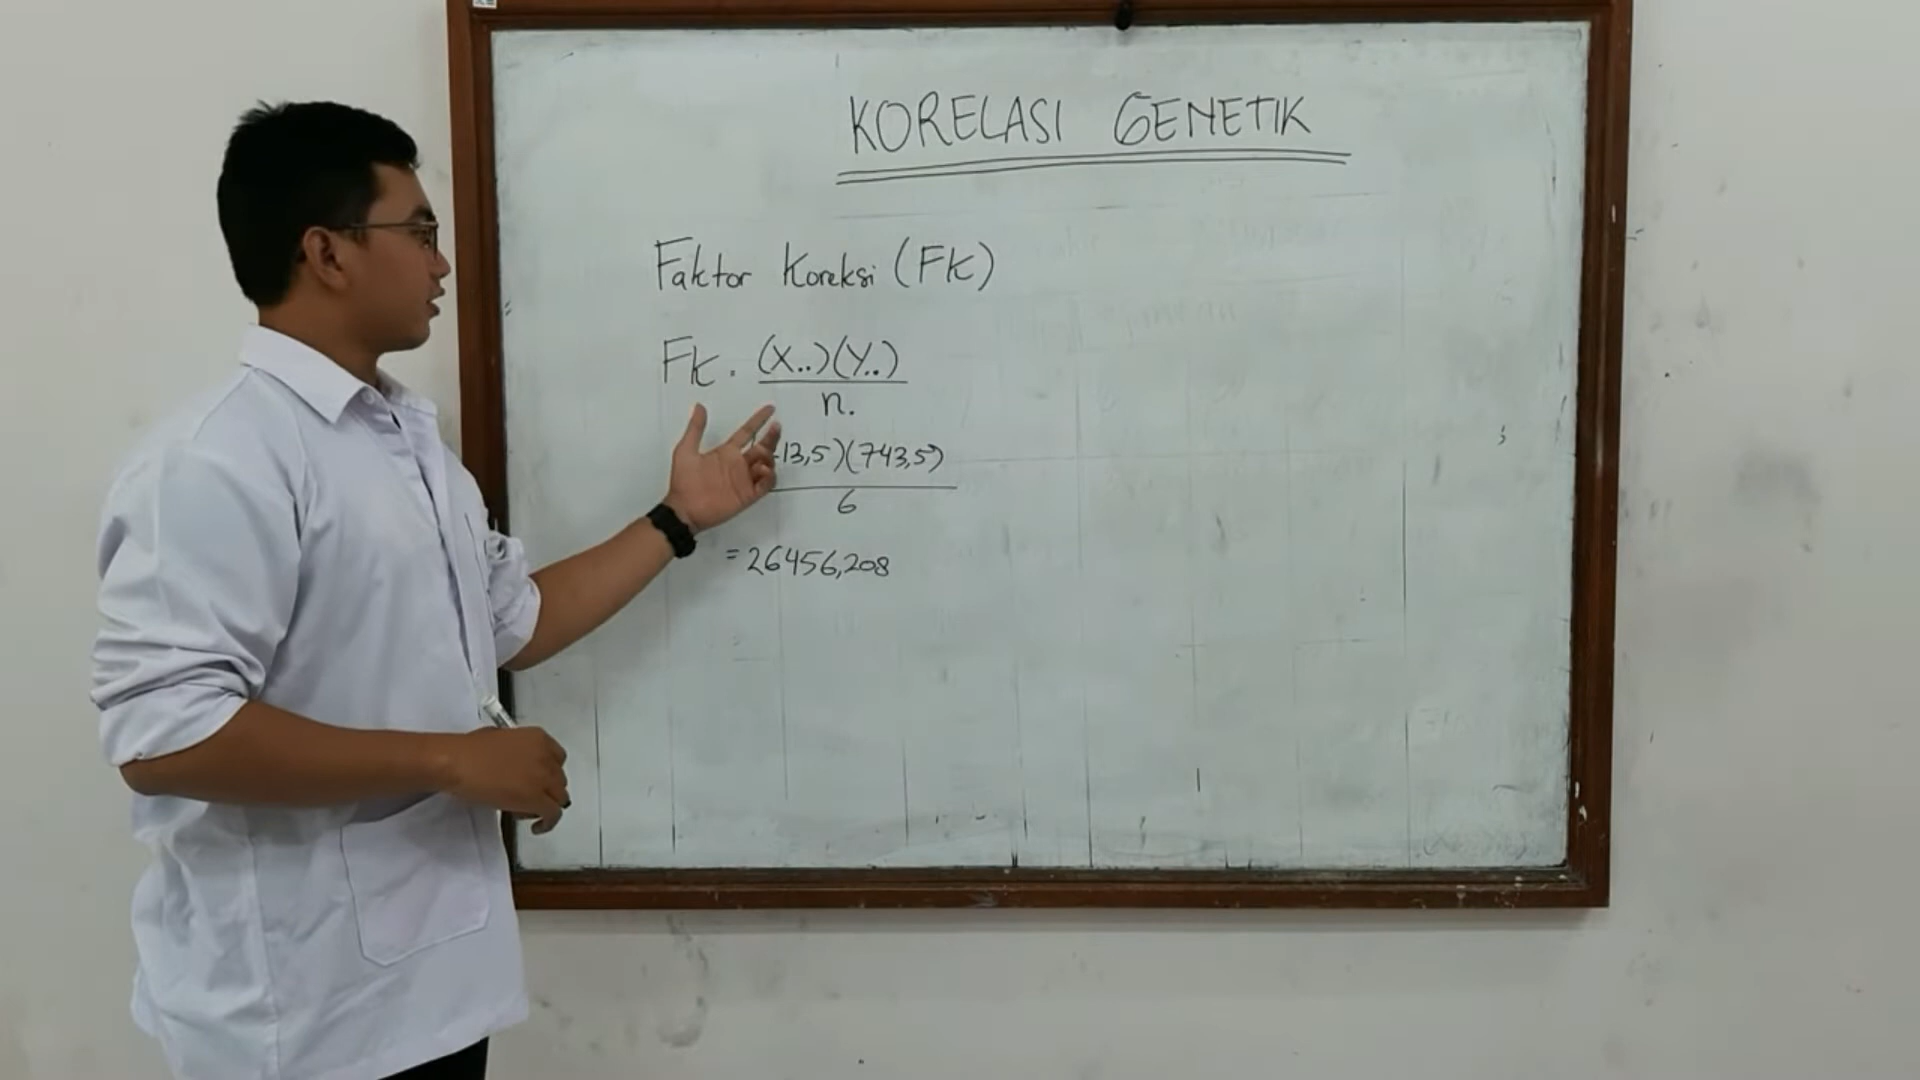 KORELASI GENETIK
Faktor Koreksi (FK)
FK = (X..)(Y..)
n.
13,5)(743,5)
6
= 26456,208